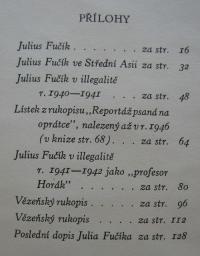 PŘÍLOHY
Julius Fučík . . . . . . . za str. 16
Julius Fučík ve Střední Asii za str. 32
Julius Fučík v illegalitě
r. 1940—1941 . . . . za str. 48
Lístek z rukopisu „Reportáž psaná na
oprátce”, nalezený až v r. 1946
(v knize str. 68) . . . za str. 64
Julius Fučík v illegalitě
r. 1941—1942 jako „profesor
Horák” . . . . . . za str. 80
Vězeňský rukopis . . . . . za str. 96
Vězeňský rukopis . . . . za str. 112
Poslední dopis Julia Fučíka za str. 128